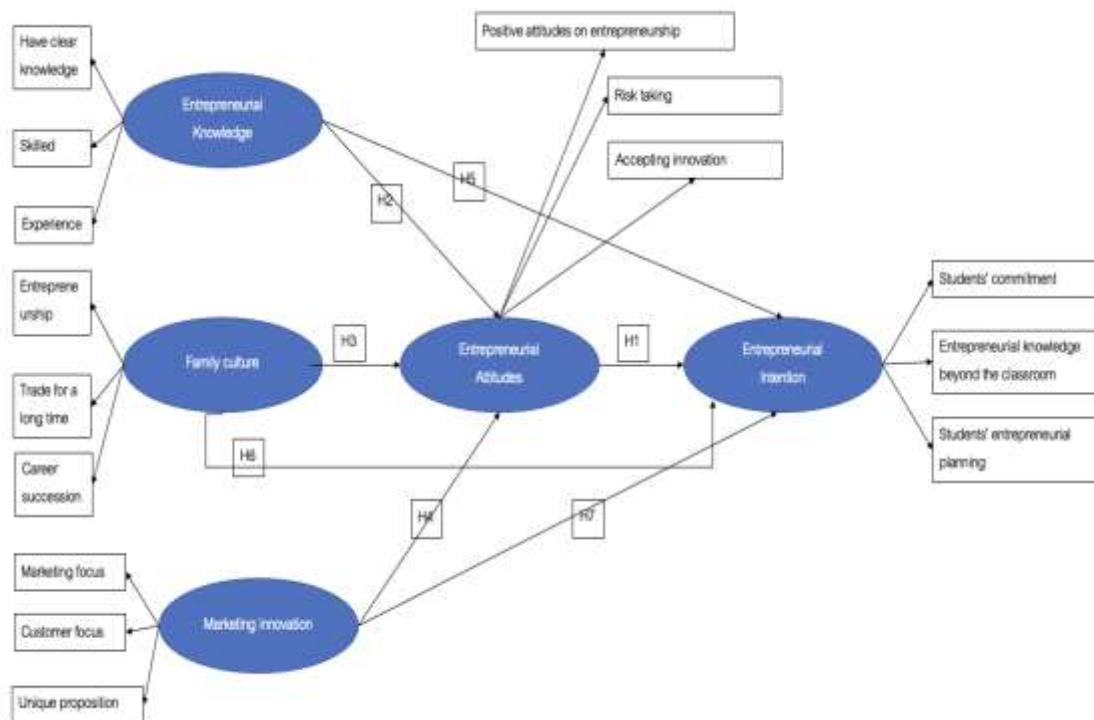 Positive attitudes on entrepreneurship
Have clear
knowledge
Entrepreneurial
Knowledge
Risk taking
Skilled
Accepting innovation
H5
H2
Experience
Entreprene
urship
Students' commitment
H3
H1
Family culture
Entrepreneurial
Attitudes
Entrepreneurial
Intention
Entrepreneurial knowledge
beyond the classroom
Trade for a
long time
Students' entrepreneurial
planning
H6
Career
succession
H4
H7
Marketing focus
Marketing innovation
Customer focus
Unique proposition